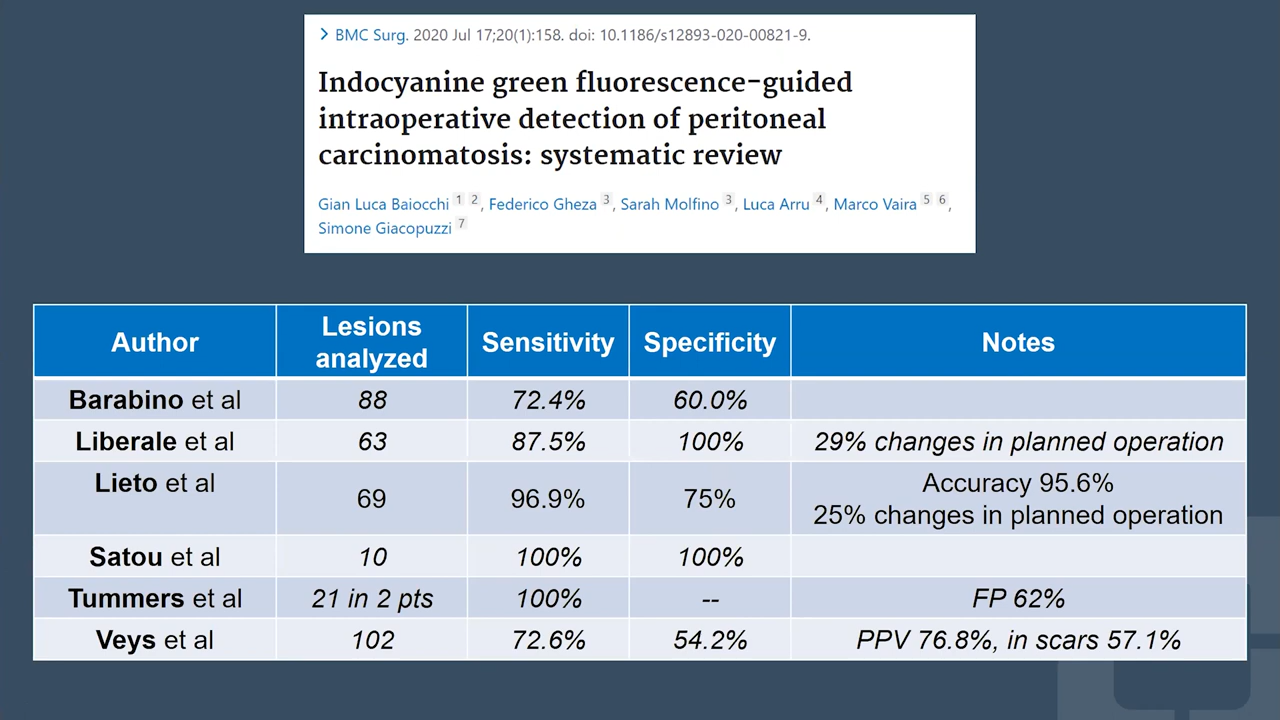 > BMC Surg. 2020 Jul 17;20(1):158. doi: 10.1186/s12893-020-00821-9.
Indocyanine green fluorescence-guided
intraoperative detection of peritoneal
carcinomatosis: systematic review
Gian Luca Baiocchi 1 2, Federico Gheza 3, Sarah Molfino 3, Luca Arru 4, Marco Vaira 5 6,
Simone Giacopuzzi 7
Author Lesions analyzed Sensitivity Specificity Notes
Barabino et al 88 72.4% 60.0%
Liberale et al 63 87.5% 100% 29% changes in planned operation
Lieto et al 69 96.9% 75% Accuracy 95.6%
25% changes in planned operation
Satou et al 10 100% 100%
Tummers et al 21 in 2 pts 100% -- FP 62%
Veys et al 102 72.6% 54.2% PPV 76.8%, in scars 57.1%